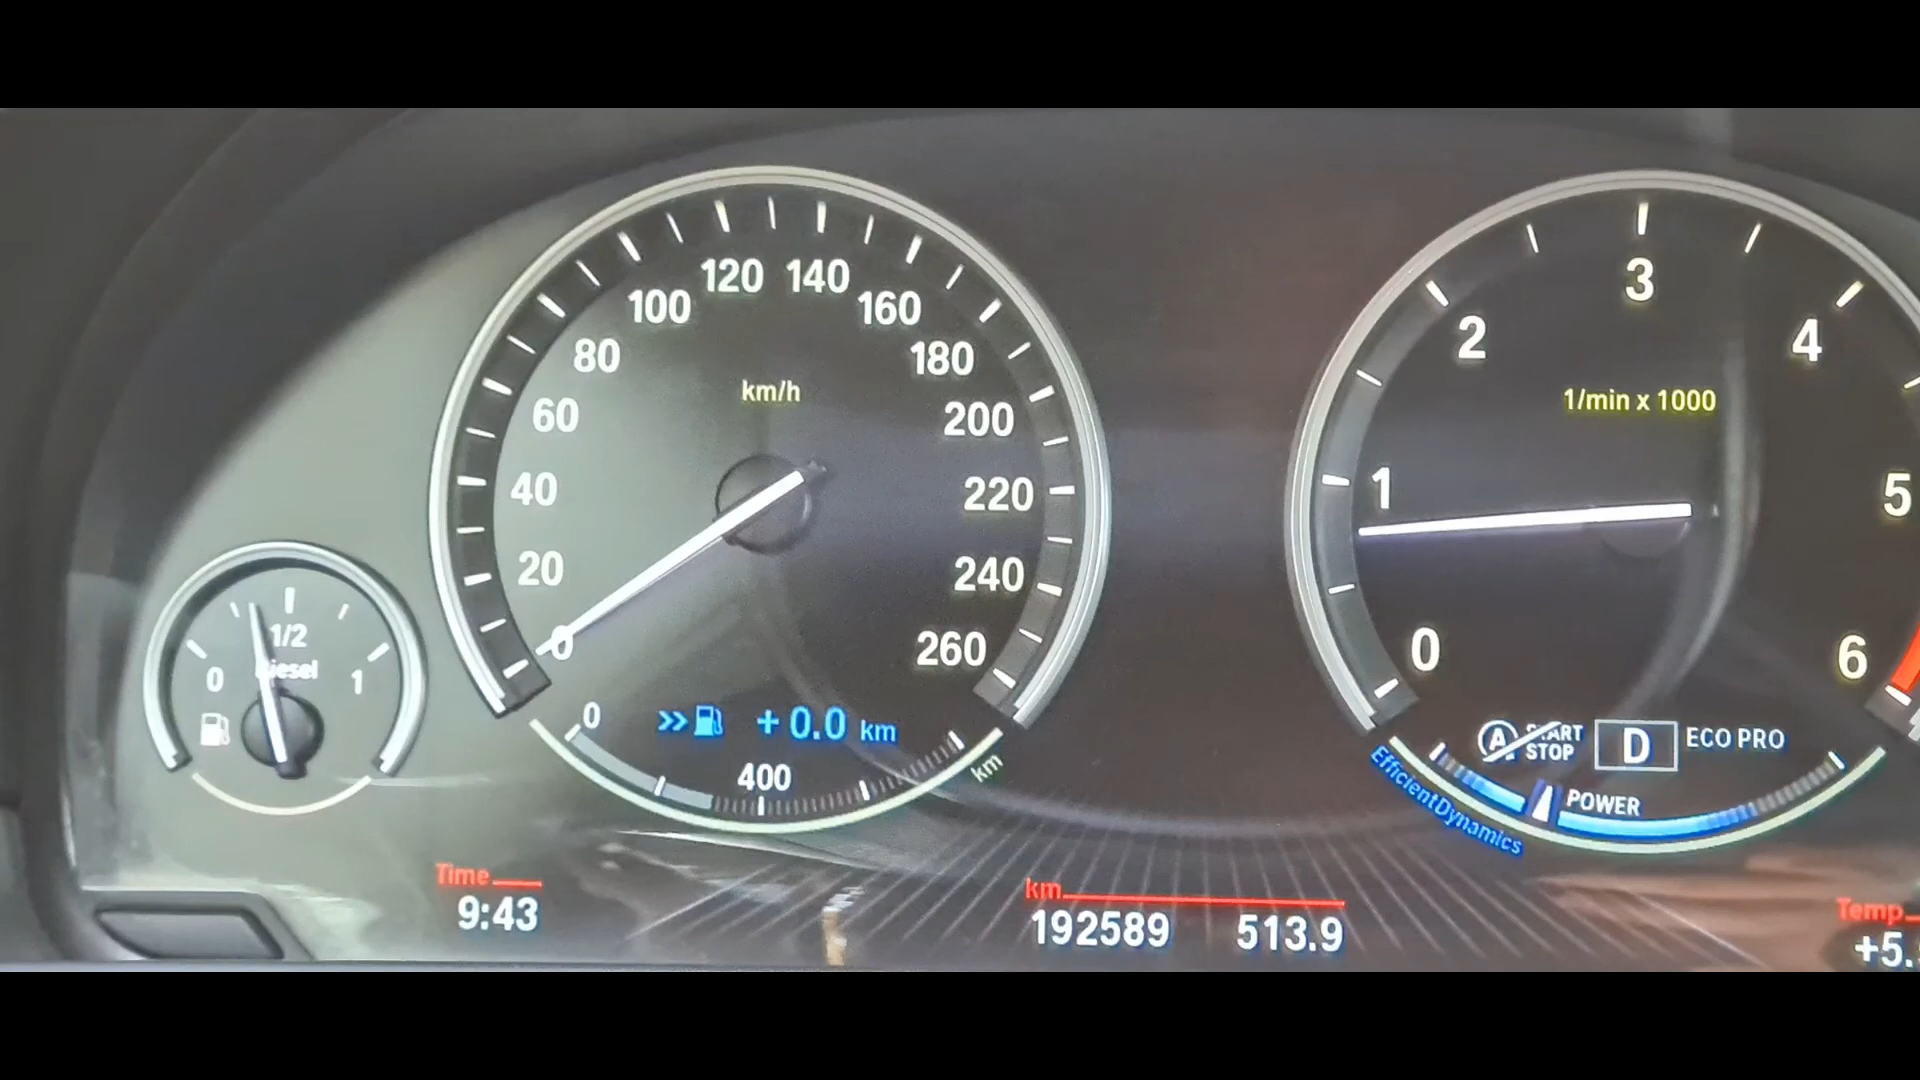 120 140
100 160
80 180
km/h
60 200
40 220
20 240
0 260
0 1/2 1
0 >> + 0.0 km
400 km
3
2 4
1/min x 1000
1 5
0 6
A START STOP D ECO PRO
POWER
EfficientDynamics
Time
9:43
km
192589 513.9
Temp
+5.